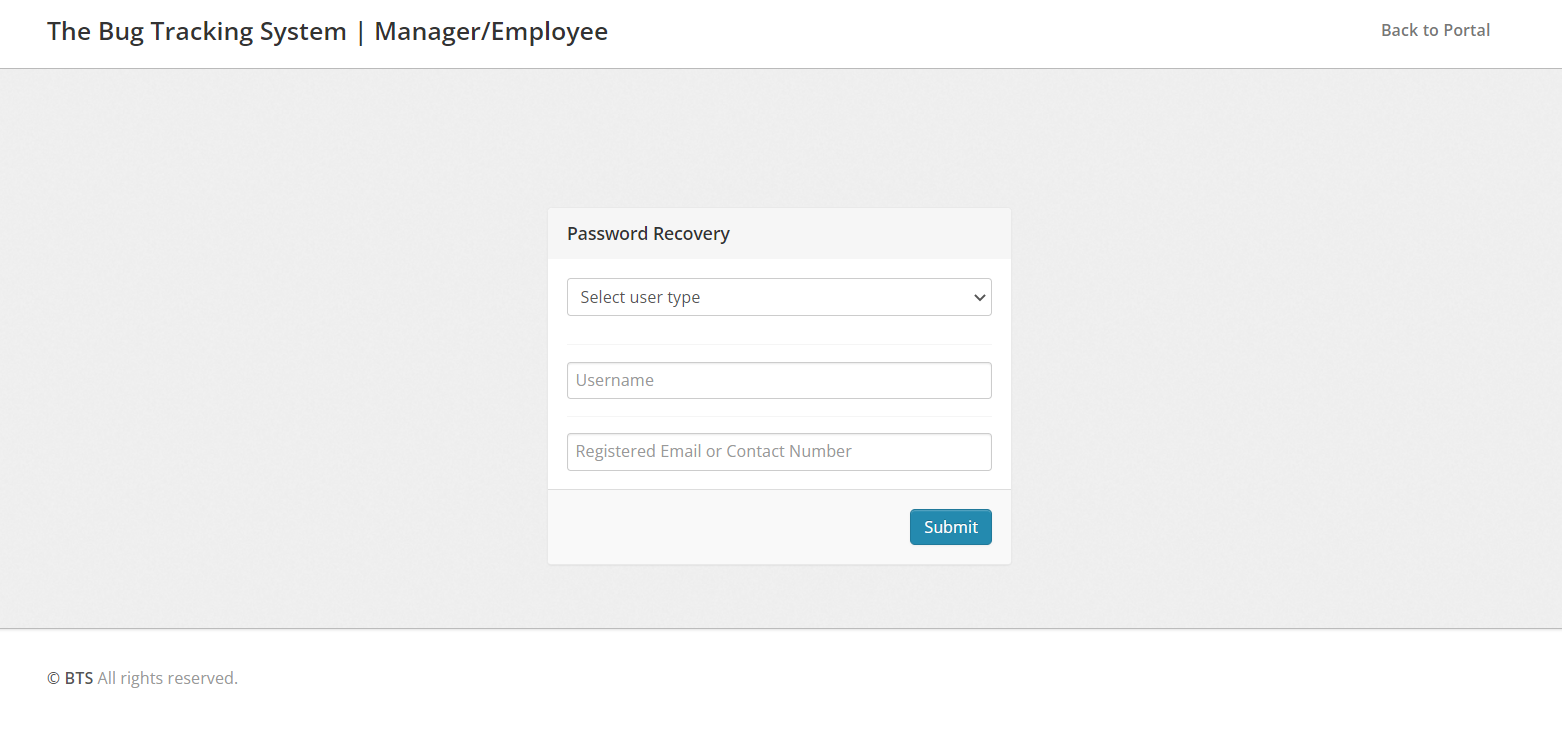 The Bug Tracking System | Manager/Employee
Back to Portal
Password Recovery
Select user type
Username
Registered Email or Contact Number
Submit
© BTS All rights reserved.